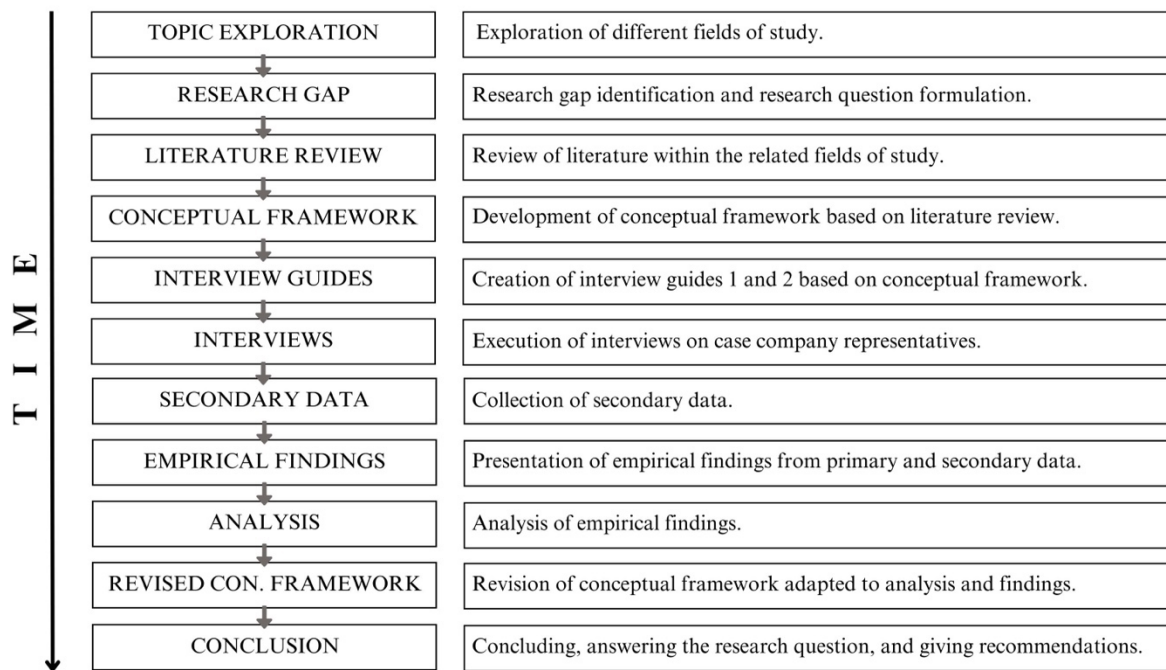 TIME
TOPIC EXPLORATION
Exploration of different fields of study.
RESEARCH GAP
Research gap identification and research question formulation.
LITERATURE REVIEW
Review of literature within the related fields of study.
CONCEPTUAL FRAMEWORK
Development of conceptual framework based on literature review.
INTERVIEW GUIDES
Creation of interview guides 1 and 2 based on conceptual framework.
INTERVIEWS
Execution of interviews on case company representatives.
SECONDARY DATA
Collection of secondary data.
EMPIRICAL FINDINGS
Presentation of empirical findings from primary and secondary data.
ANALYSIS
Analysis of empirical findings.
REVISED CON. FRAMEWORK
Revision of conceptual framework adapted to analysis and findings.
CONCLUSION
Concluding, answering the research question, and giving recommendations.